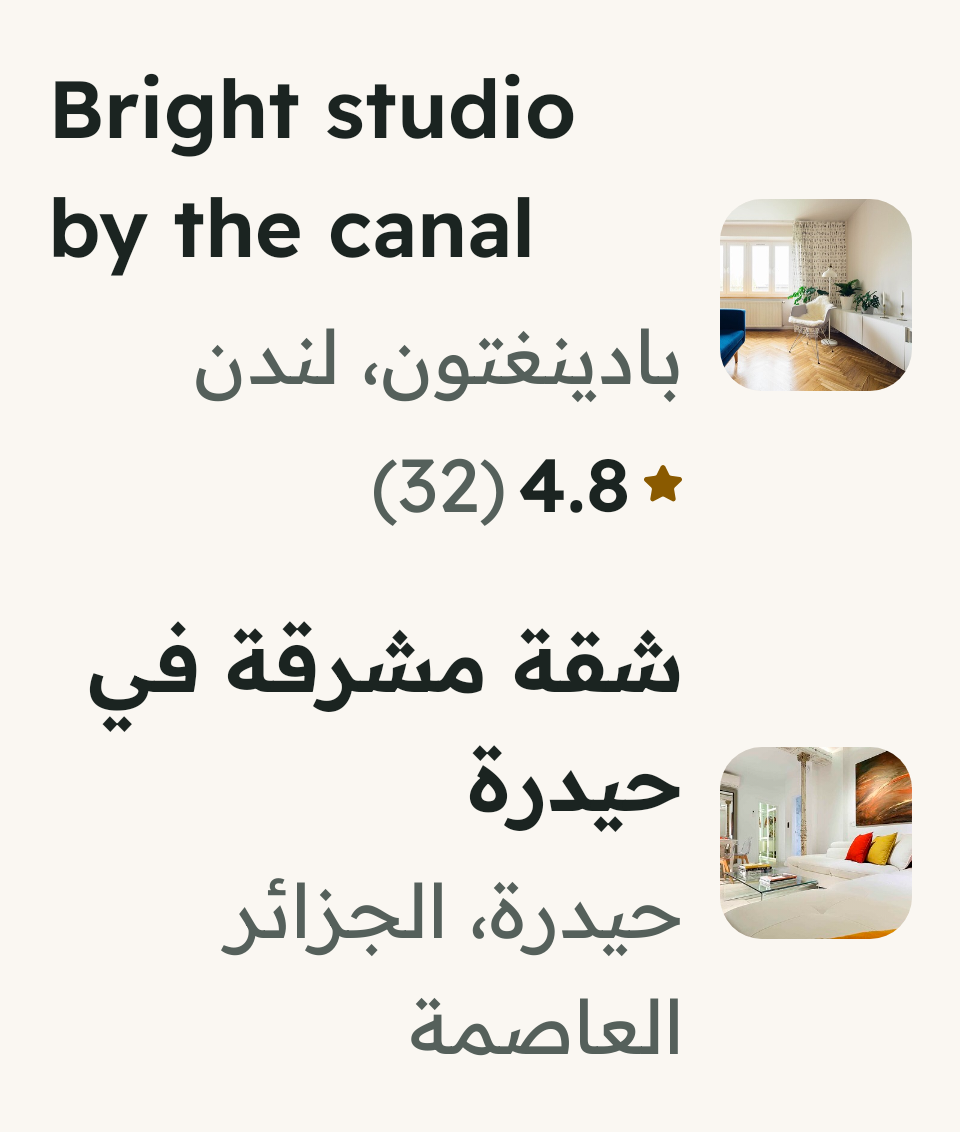 Bright studio
by the canal
بادينغتون، لندن
4.8 (32)
شقة مشرقة في
حيدرة
حيدرة، الجزائر
العاصمة